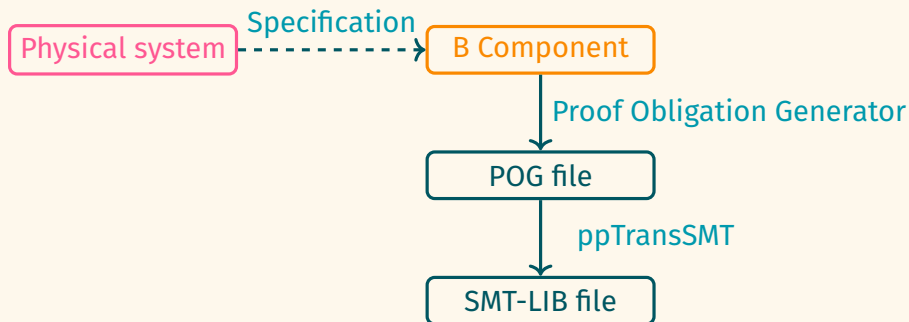 Specification
Physical system
B Component
Proof Obligation Generator
POG file
ppTransSMT
SMT-LIB file